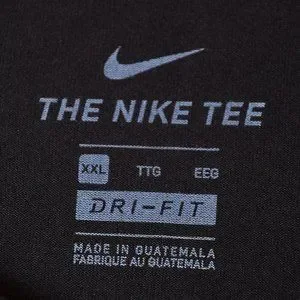 THE NIKE TEE
XXL TTG EEG
DRI-FIT
MADE IN GUATEMALA
FABRIQUE AU GUATEMALA